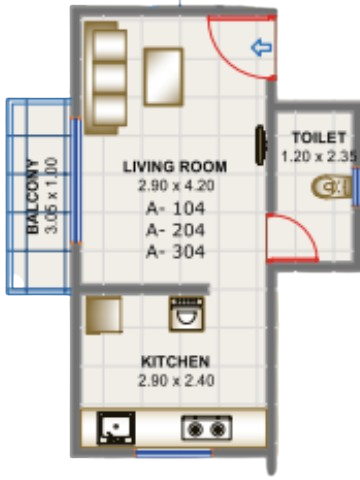 TOILET
1.20 x 2.35
BALCONY
3.05 x 1.00
LIVING ROOM
2.90 x 4.20
A- 104
A- 204
A- 304
KITCHEN
2.90 x 2.40